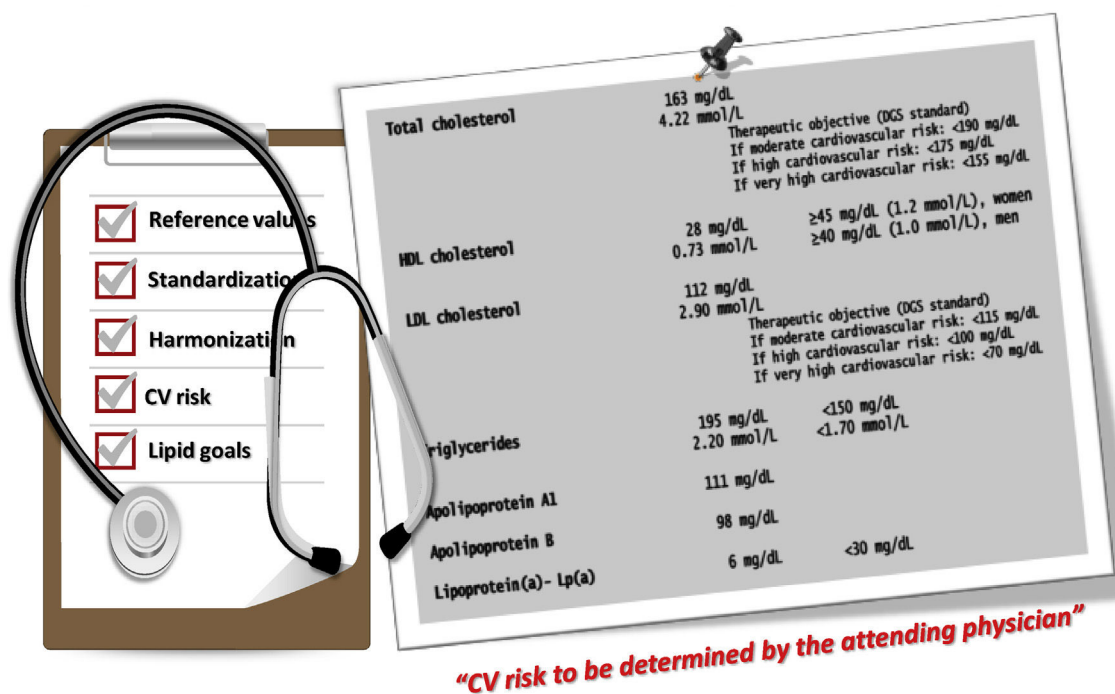 Reference values
Standardization
Harmonization
CV risk
Lipid goals
Total cholesterol 163 mg/dL
4.22 mmol/L
Therapeutic objective (DGS standard)
If moderate cardiovascular risk: <190 mg/dL
If high cardiovascular risk: <175 mg/dL
If very high cardiovascular risk: <155 mg/dL
HDL cholesterol 28 mg/dL ≥45 mg/dL (1.2 mmol/L), women
0.73 mmol/L ≥40 mg/dL (1.0 mmol/L), men
LDL cholesterol 112 mg/dL
2.90 mmol/L
Therapeutic objective (DGS standard)
If moderate cardiovascular risk: <115 mg/dL
If high cardiovascular risk: <100 mg/dL
If very high cardiovascular risk: <70 mg/dL
Triglycerides 195 mg/dL <150 mg/dL
2.20 mmol/L <1.70 mmol/L
Apolipoprotein A1 111 mg/dL
Apolipoprotein B 98 mg/dL
Lipoprotein(a)- Lp(a) 6 mg/dL <30 mg/dL
“CV risk to be determined by the attending physician”